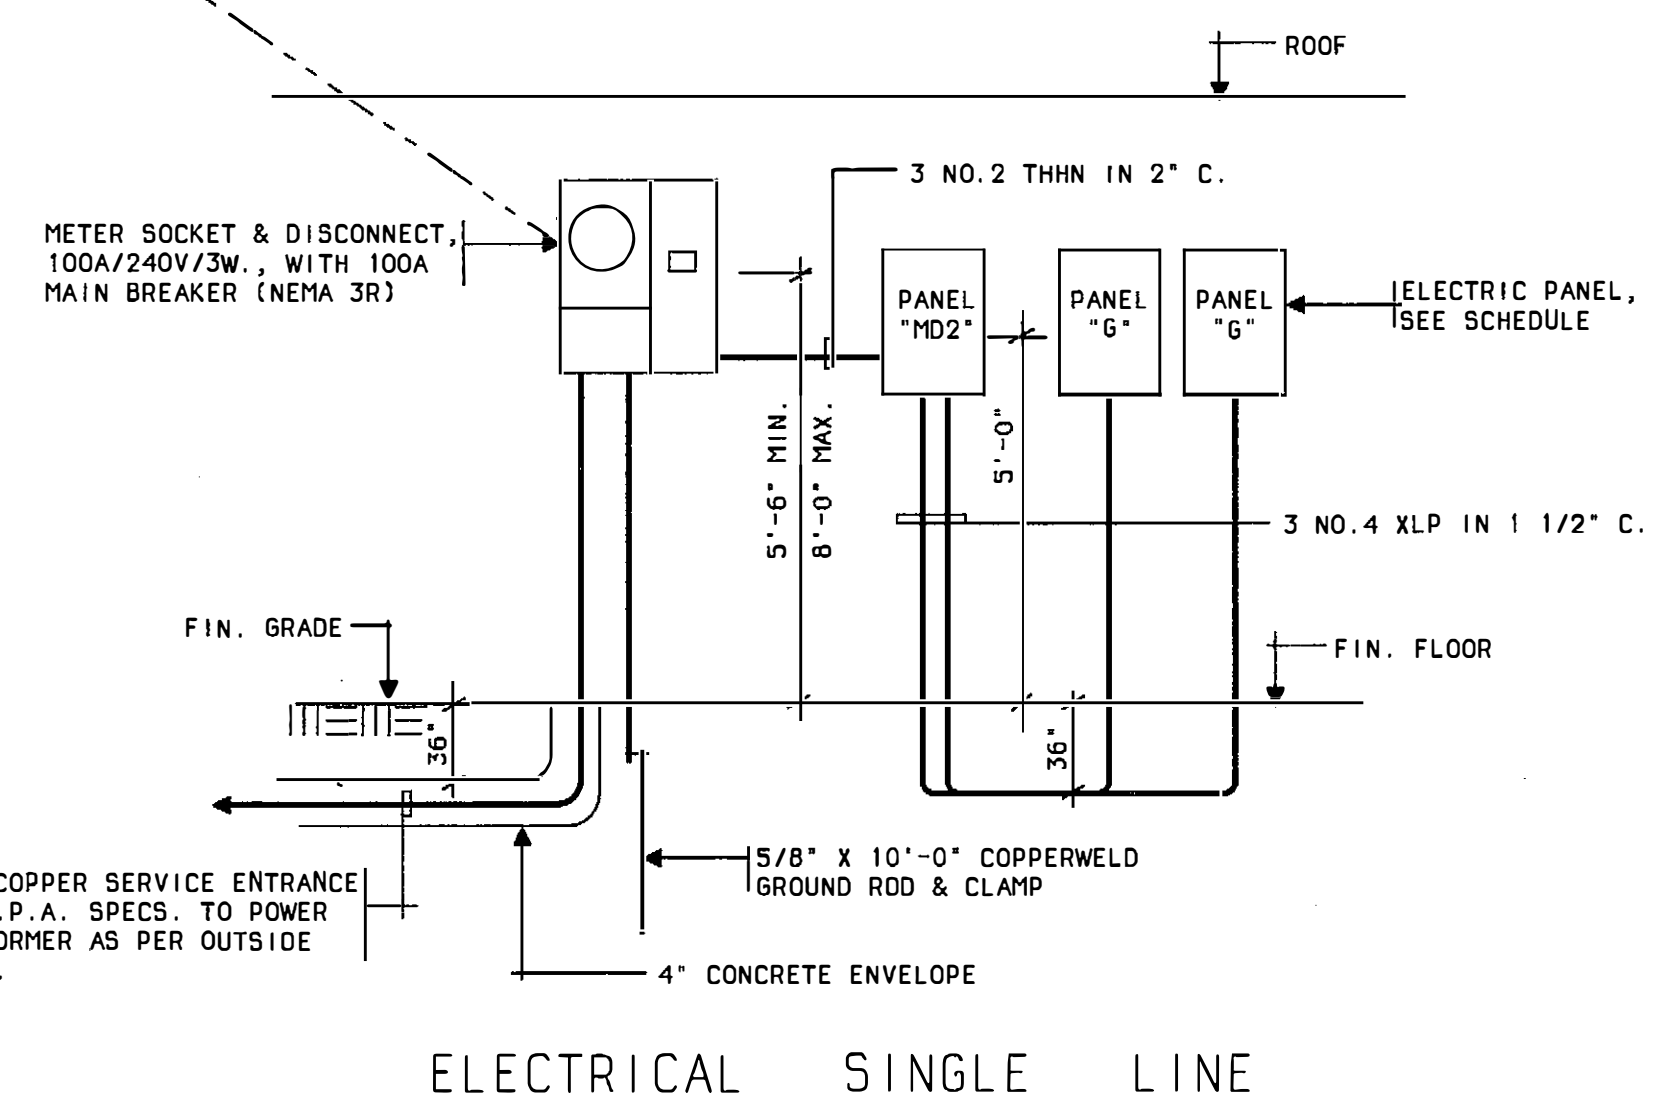 ROOF
3 NO.2 THHN IN 2" C.
METER SOCKET & DISCONNECT,
100A/240V/3W., WITH 100A
MAIN BREAKER (NEMA 3R)
PANEL
"MD2"
PANEL
"G"
PANEL
"G"
ELECTRIC PANEL,
SEE SCHEDULE
5'-6" MIN.
8'-0" MAX.
5'-0"
3 NO.4 XLP IN 1 1/2" C.
FIN. GRADE
FIN. FLOOR
36"
36"
5/8" X 10'-0" COPPERWELD
GROUND ROD & CLAMP
COPPER SERVICE ENTRANCE
.P.A. SPECS. TO POWER
ORMER AS PER OUTSIDE
4" CONCRETE ENVELOPE
ELECTRICAL SINGLE LINE